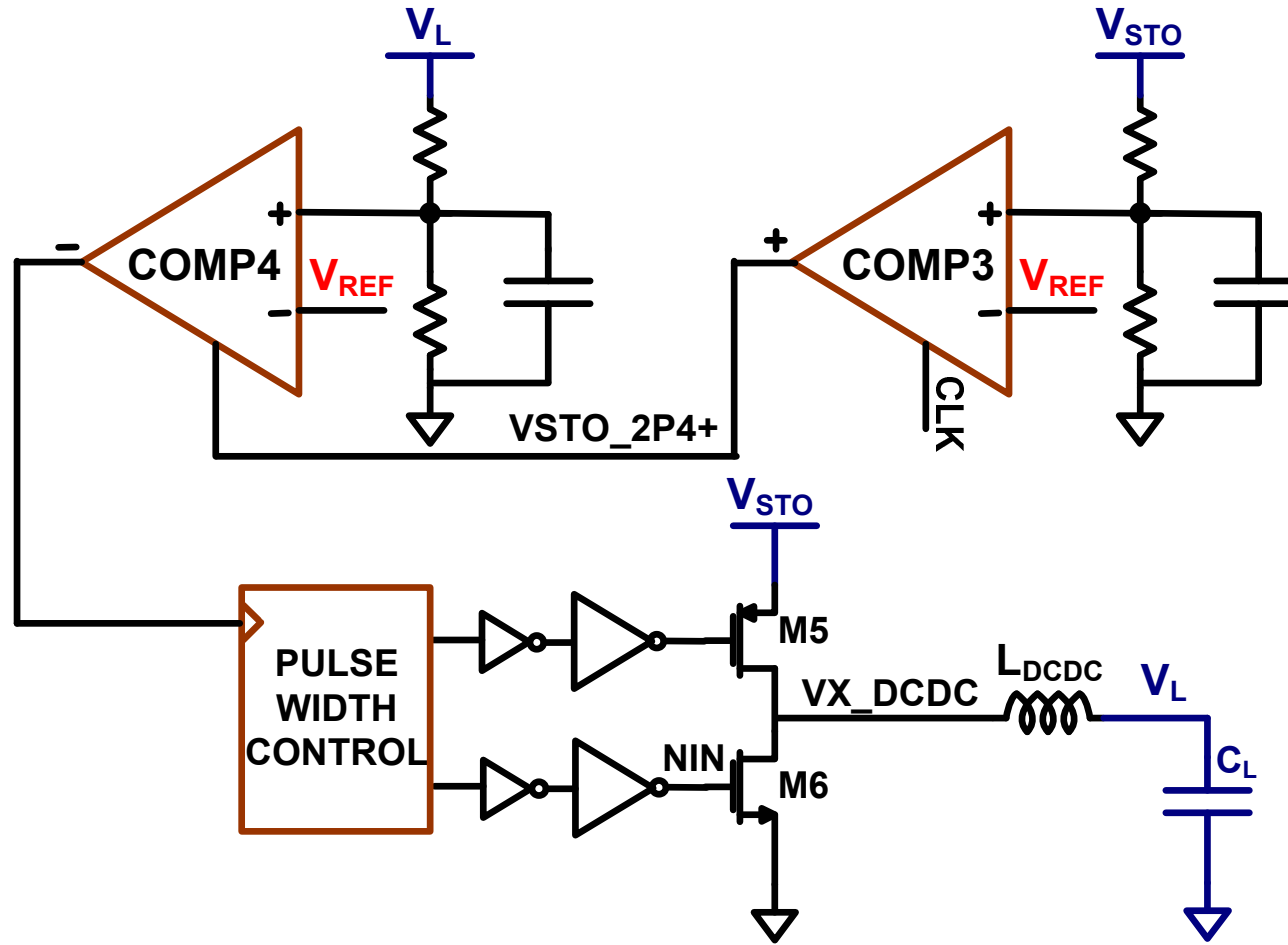 VL
VSTO
+
-
COMP4
VREF
-
+
+
COMP3
VREF
-
CLK
VSTO_2P4+
VSTO
M5
PULSE
WIDTH
CONTROL
VX_DCDC
LDCDC
VL
NIN
M6
CL